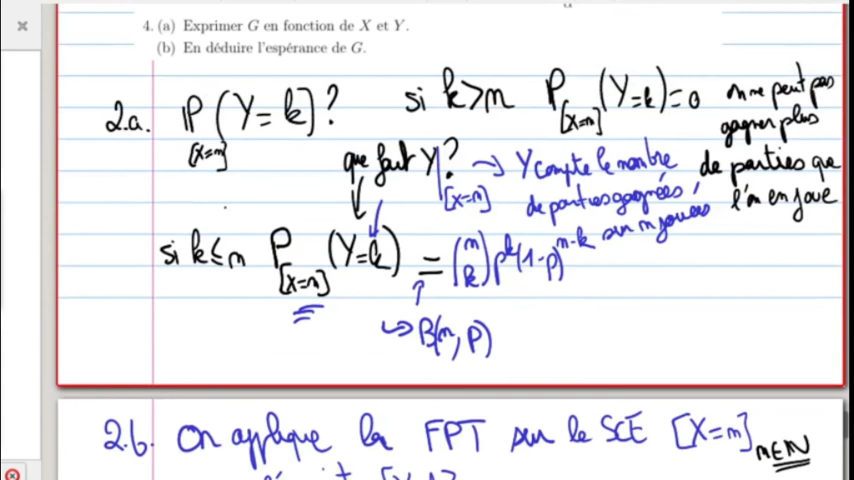 4. (a) Exprimer G en fonction de X et Y.
(b) En déduire l'espérance de G.
2.a. P[X=n] (Y=k)? si k>n P[X=n] (Y=k)=0 on ne peut pas
gagner plus
de parties que
l'on en joue
que fait Y|[X=n] ? → Y compte le nombre
de parties gagnées,
sur n jouées
si k≤n P[X=n] (Y=k) = (n k) p^k (1-p)^n-k
↪ B(n, p)
2.b. On applique la FPT sur le SCE [X=n] n∈N